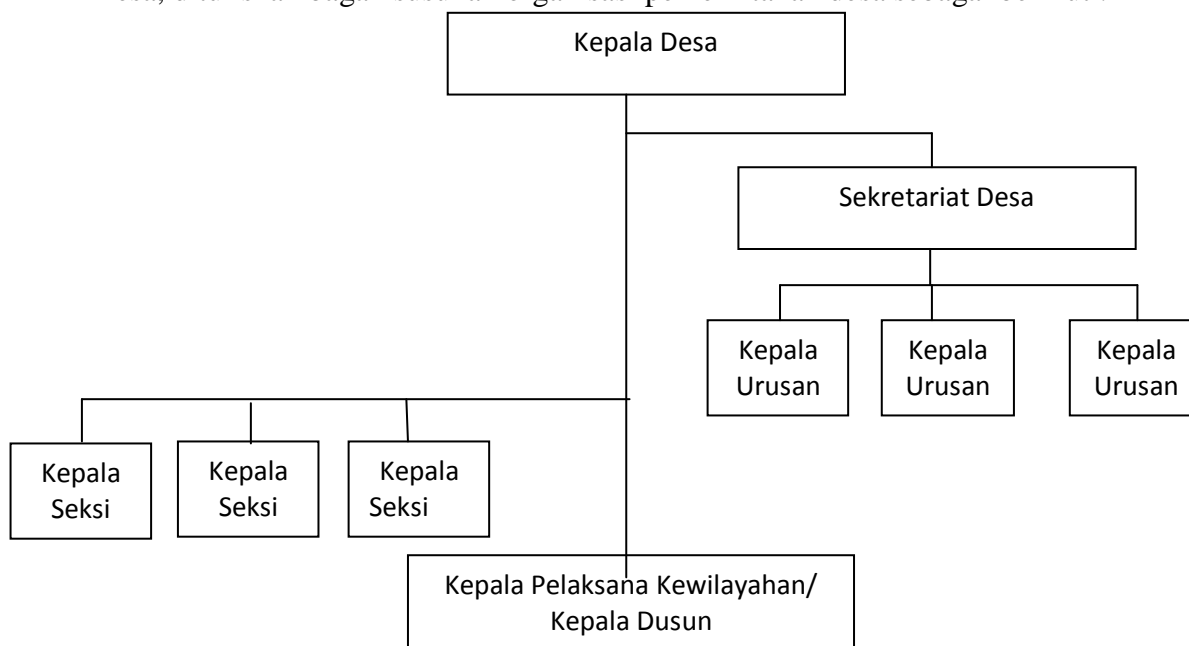 Kepala Desa
Sekretariat Desa
Kepala
Urusan
Kepala
Urusan
Kepala
Urusan
Kepala
Seksi
Kepala
Seksi
Kepala
Seksi
Kepala Pelaksana Kewilayahan/
Kepala Dusun